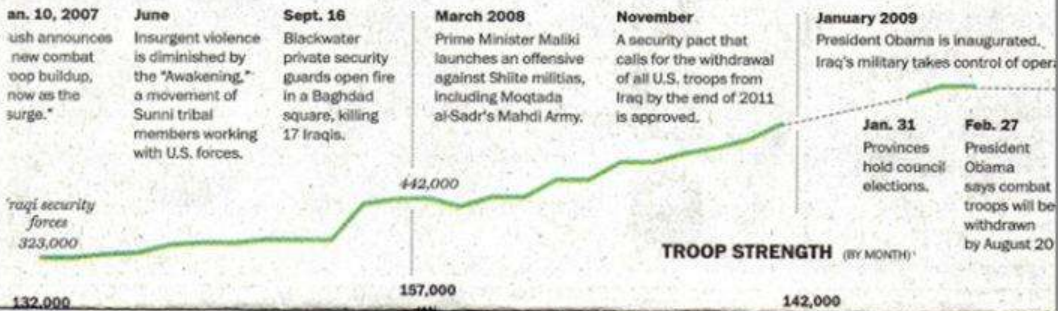 an. 10, 2007
ush announces
new combat
oop buildup,
now as the
surge."
June
Insurgent violence
is diminished by
the "Awakening,"
a movement of
Sunni tribal
members working
with U.S. forces.
Sept. 16
Blackwater
private security
guards open fire
in a Baghdad
square, killing
17 Iraqis.
March 2008
Prime Minister Maliki
launches an offensive
against Shiite militias,
including Moqtada
al-Sadr's Mahdi Army.
November
A security pact that
calls for the withdrawal
of all U.S. troops from
Iraq by the end of 2011
is approved.
January 2009
President Obama is inaugurated.
Iraq's military takes control of opera
Jan. 31
Provinces
hold council
elections.
Feb. 27
President
Obama
says combat
troops will be
withdrawn
by August 20
raqi security
forces
323,000
442,000
TROOP STRENGTH (BY MONTH)
132,000
157,000
142,000